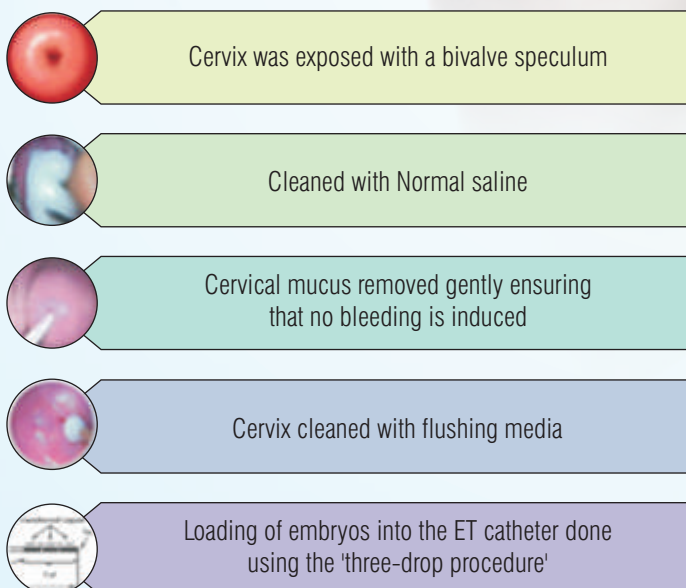 Cervix was exposed with a bivalve speculum
Cleaned with Normal saline
Cervical mucus removed gently ensuring
that no bleeding is induced
Cervix cleaned with flushing media
Loading of embryos into the ET catheter done
using the 'three-drop procedure'